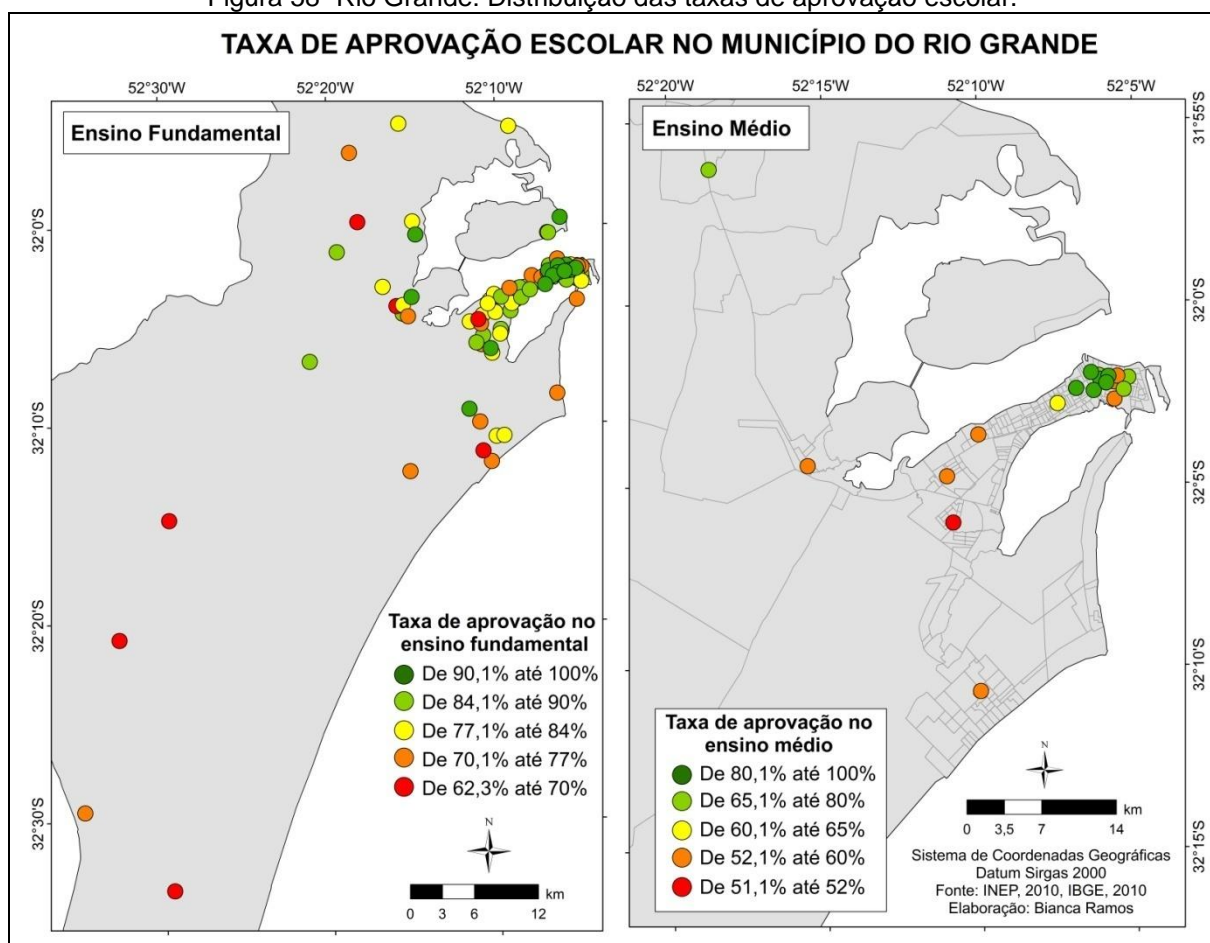 Figura 58- Rio Grande: Distribuição das taxas de aprovação escolar.
TAXA DE APROVAÇÃO ESCOLAR NO MUNICÍPIO DO RIO GRANDE
52°30'W
52°20'W
52°10'W
32°0'S
32°10'S
32°20'S
32°30'S
Ensino Fundamental
Taxa de aprovação no
ensino fundamental
De 90,1% até 100%
De 84,1% até 90%
De 77,1% até 84%
De 70,1% até 77%
De 62,3% até 70%
N
0 3 6 12
km
52°20'W
52°15'W
52°10'W
52°5'W
31°55'S
32°0'S
32°5'S
32°10'S
32°15'S
Ensino Médio
Taxa de aprovação no
ensino médio
De 80,1% até 100%
De 65,1% até 80%
De 60,1% até 65%
De 52,1% até 60%
De 51,1% até 52%
N
km
0 3,5 7 14
Sistema de Coordenadas Geográficas
Datum Sirgas 2000
Fonte: INEP, 2010, IBGE, 2010
Elaboração: Bianca Ramos